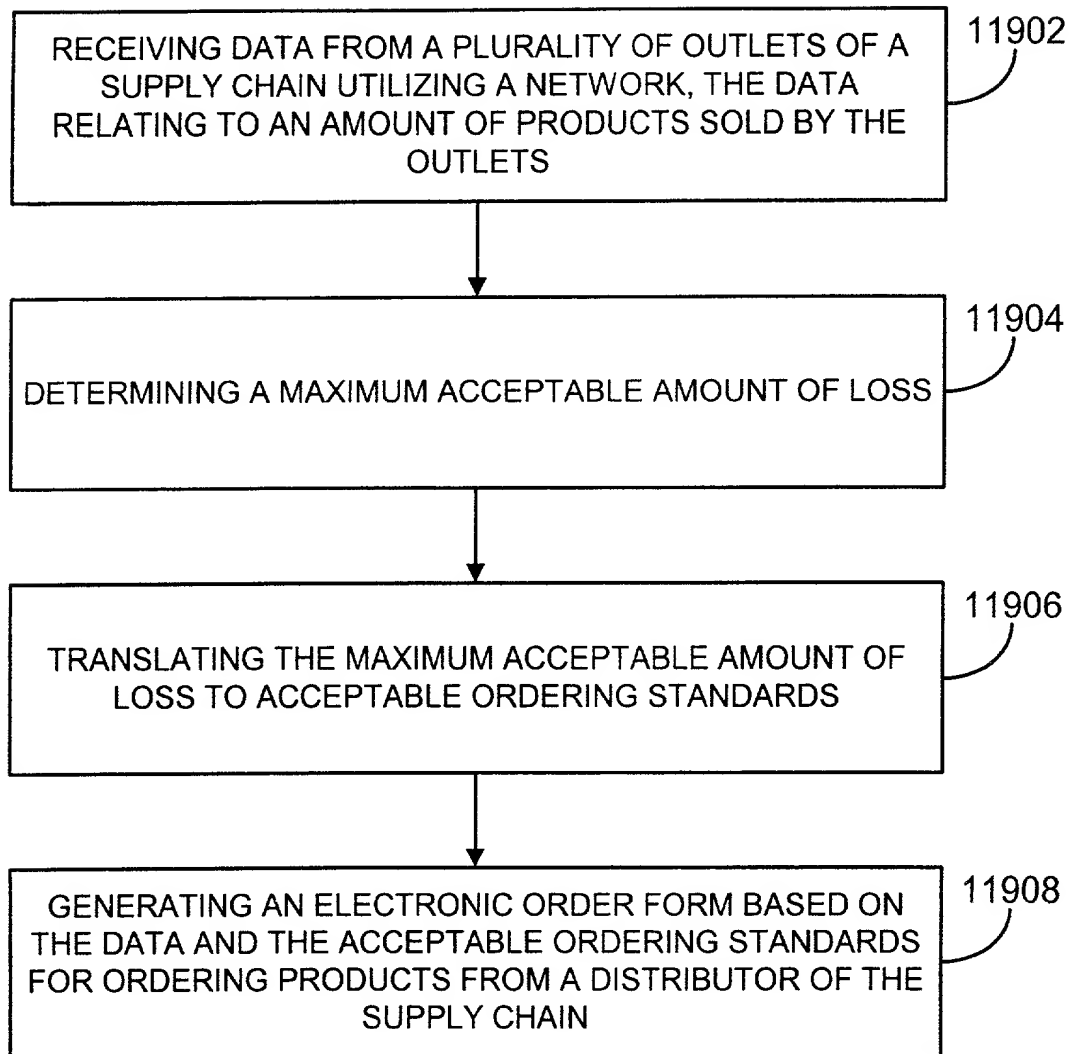 RECEIVING DATA FROM A PLURALITY OF OUTLETS OF A
SUPPLY CHAIN UTILIZING A NETWORK, THE DATA
RELATING TO AN AMOUNT OF PRODUCTS SOLD BY THE
OUTLETS
11902
DETERMINING A MAXIMUM ACCEPTABLE AMOUNT OF LOSS
11904
TRANSLATING THE MAXIMUM ACCEPTABLE AMOUNT OF
LOSS TO ACCEPTABLE ORDERING STANDARDS
11906
GENERATING AN ELECTRONIC ORDER FORM BASED ON
THE DATA AND THE ACCEPTABLE ORDERING STANDARDS
FOR ORDERING PRODUCTS FROM A DISTRIBUTOR OF THE
SUPPLY CHAIN
11908